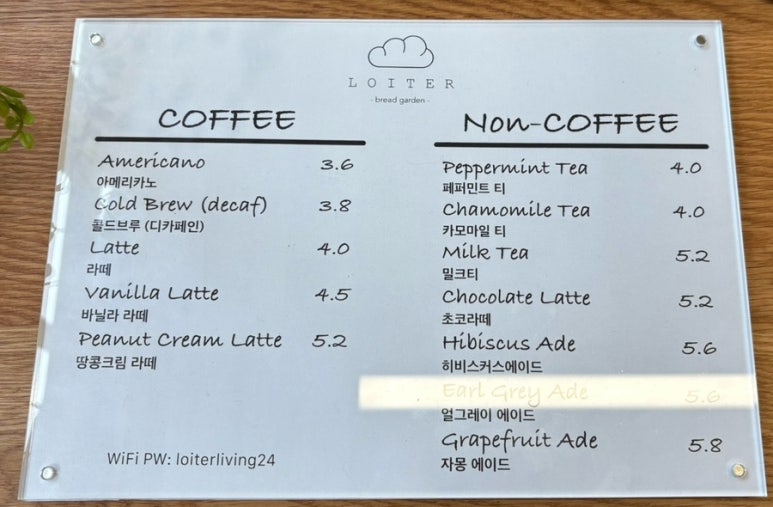 LOITER
- bread garden -
COFFEE
Americano 3.6
아메리카노
Cold Brew (decaf) 3.8
콜드브루 (디카페인)
Latte 4.0
라떼
Vanilla Latte 4.5
바닐라 라떼
Peanut Cream Latte 5.2
땅콩크림 라떼
WiFi PW: loiterliving24
Non-COFFEE
Peppermint Tea 4.0
페퍼민트 티
Chamomile Tea 4.0
카모마일 티
Milk Tea 5.2
밀크티
Chocolate Latte 5.2
초코라떼
Hibiscus Ade 5.6
히비스커스에이드
Earl Grey Ade 5.6
얼그레이 에이드
Grapefruit Ade 5.8
자몽 에이드